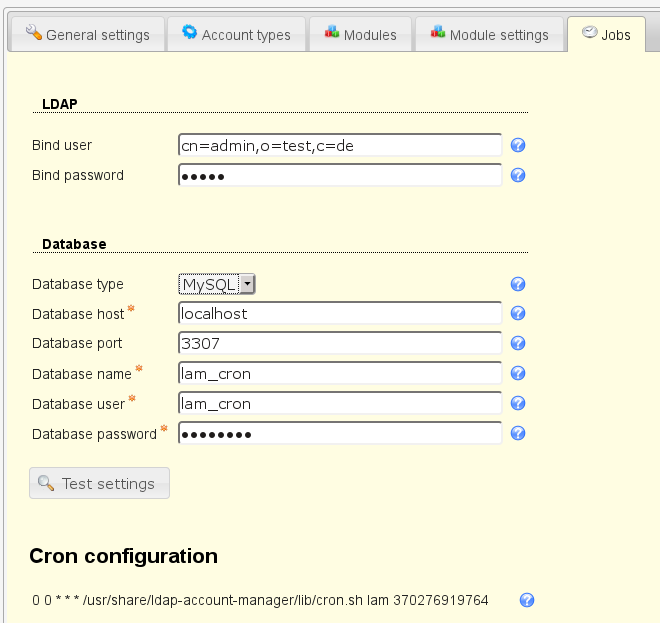 General settings Account types Modules Module settings Jobs
LDAP
Bind user cn=admin,o=test,c=de
Bind password •••••
Database
Database type MySQL
Database host * localhost
Database port 3307
Database name * lam_cron
Database user * lam_cron
Database password * ••••••••
Test settings
Cron configuration
0 0 * * * /usr/share/ldap-account-manager/lib/cron.sh lam 370276919764